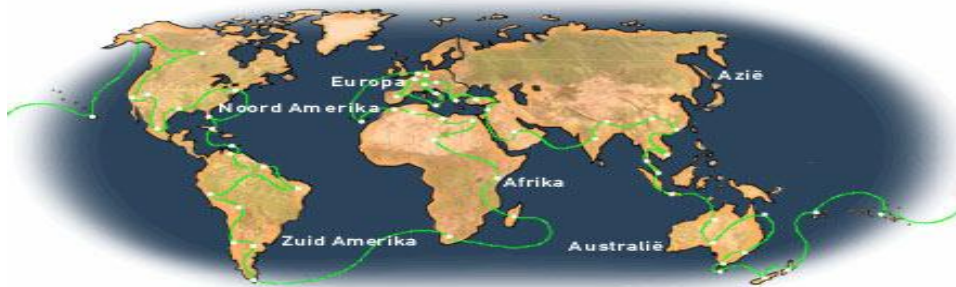 Azië
Europa
Noord Amerika
Afrika
Zuid Amerika
Australië